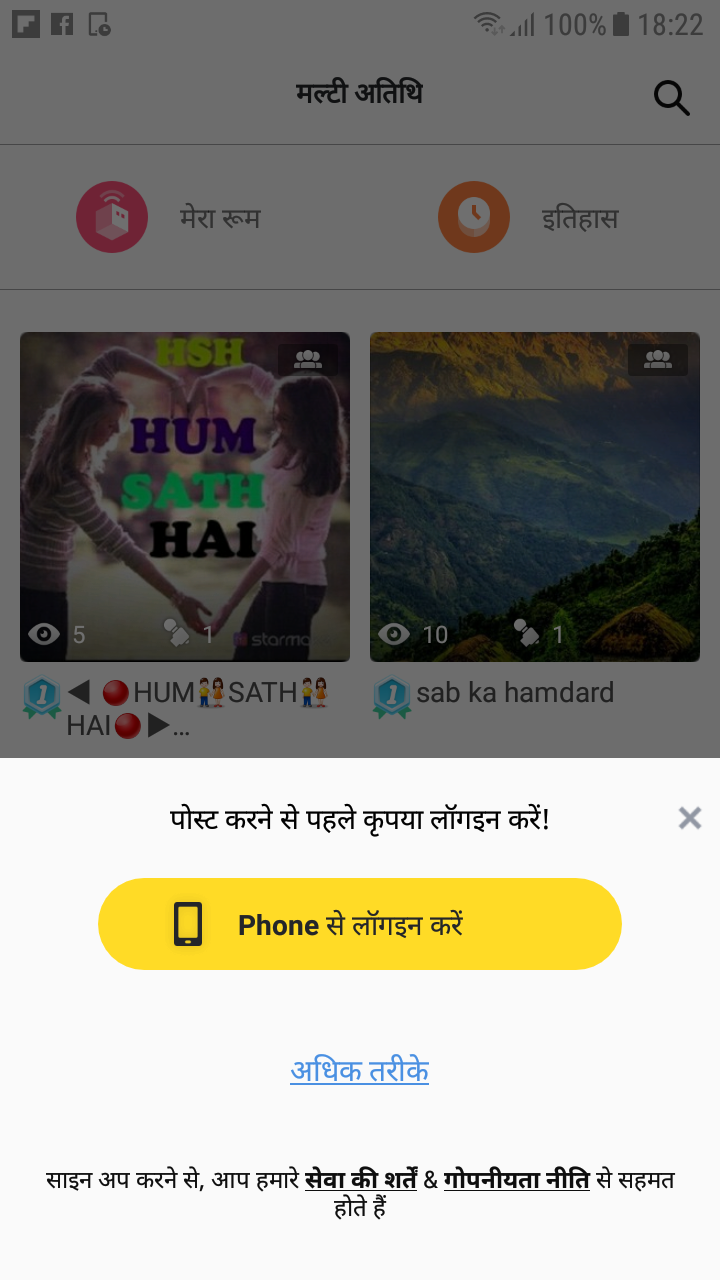 100% 18:22
मल्टी अतिथि
मेरा रूम
इतिहास
HSH
HUM
SATH
HAI
5
1
10
1
1
◀ 🔴HUM👫SATH👫
HAI🔴▶...
1
sab ka hamdard
पोस्ट करने से पहले कृपया लॉगइन करें!
Phone से लॉगइन करें
अधिक तरीके
साइन अप करने से, आप हमारे सेवा की शर्तें & गोपनीयता नीति से सहमत
होते हैं